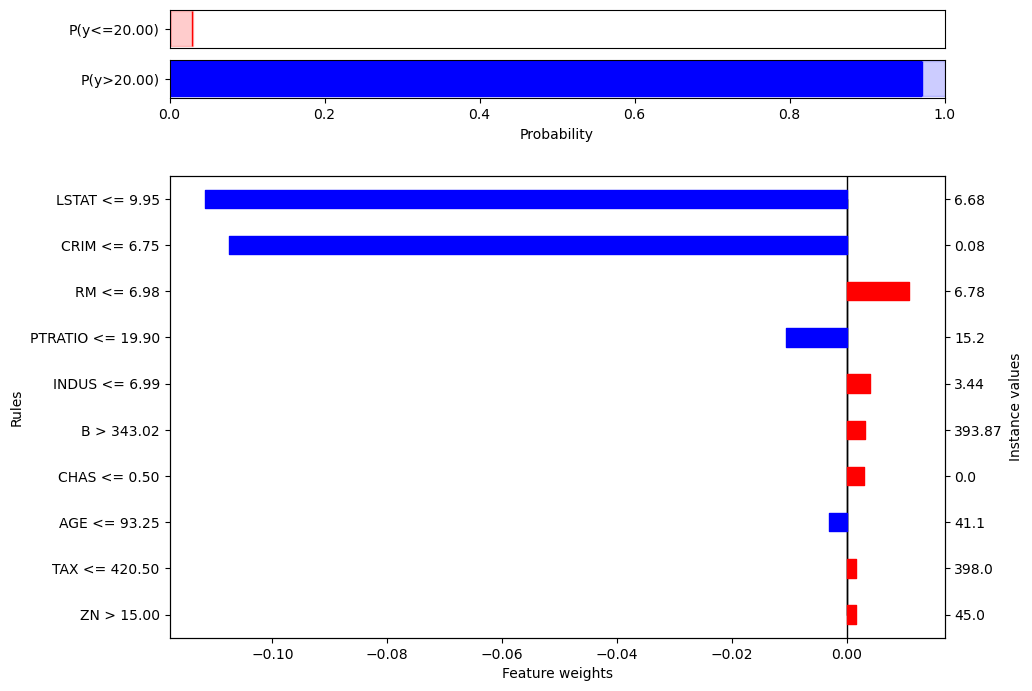 P(y<=20.00)
P(y>20.00)
0.0 0.2 0.4 0.6 0.8 1.0
Probability
LSTAT <= 9.95 6.68
CRIM <= 6.75 0.08
RM <= 6.98 6.78
PTRATIO <= 19.90 15.2
INDUS <= 6.99 3.44
B > 343.02 393.87
CHAS <= 0.50 0.0
AGE <= 93.25 41.1
TAX <= 420.50 398.0
ZN > 15.00 45.0
Rules
Instance values
−0.10 −0.08 −0.06 −0.04 −0.02 0.00
Feature weights